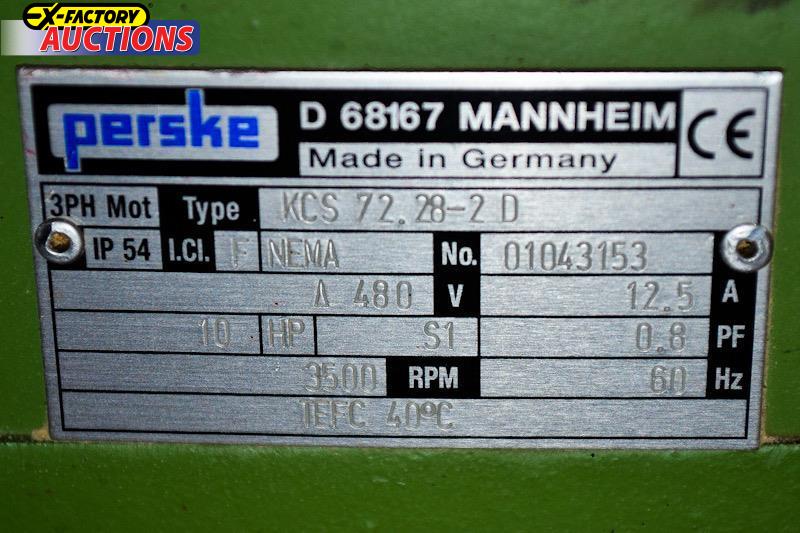 EX-FACTORY
AUCTIONS
perske D 68167 MANNHEIM CE
Made in Germany
3PH Mot Type KCS 72.28-2 D
IP 54 I.Cl. F NEMA No. 01043153
Λ 480 V 12.5 A
10 HP S1 0.8 PF
3500 RPM 60 Hz
TEFC 40°C